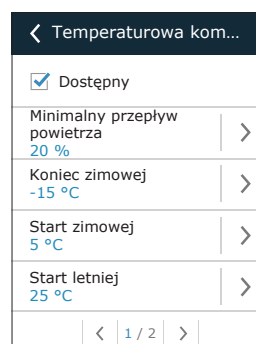 Temperaturowa kom...
Dostępny
Minimalny przepływ
powietrza
20 %
Koniec zimowej
-15 °C
Start zimowej
5 °C
Start letniej
25 °C
1 / 2